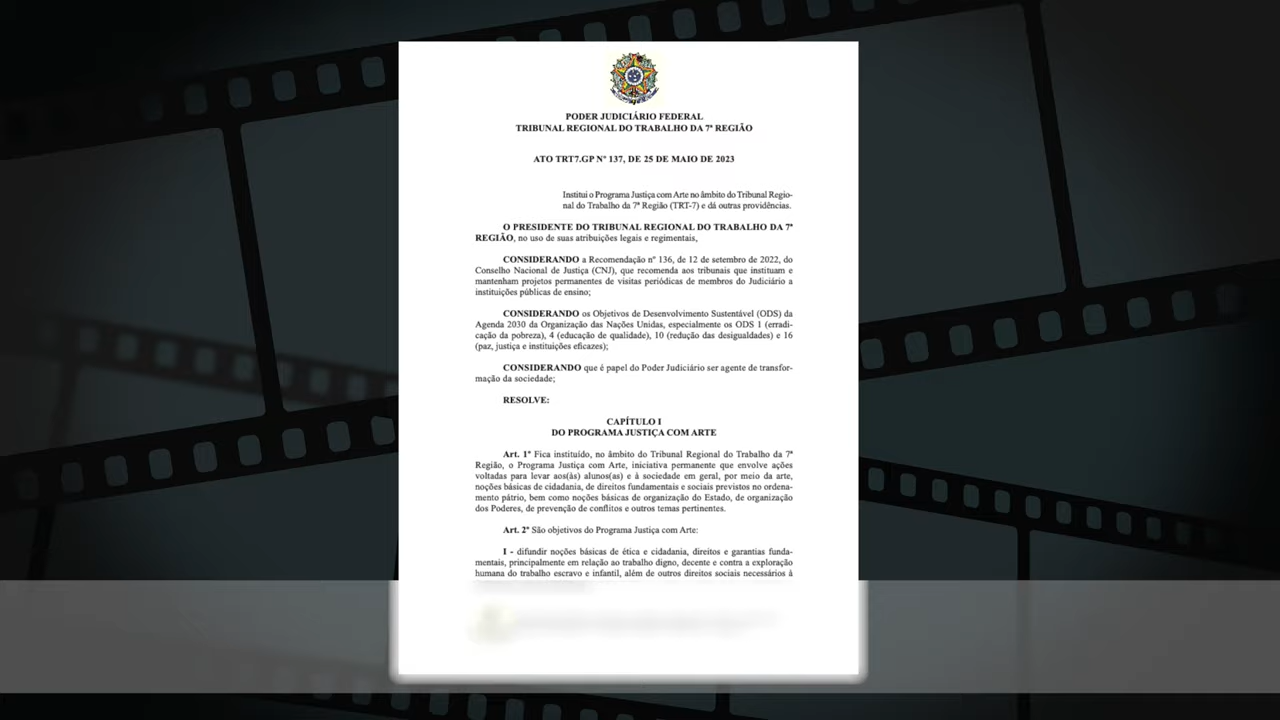 PODER JUDICIÁRIO FEDERAL
TRIBUNAL REGIONAL DO TRABALHO DA 7ª REGIÃO
ATO TRT7.GP Nº 137, DE 25 DE MAIO DE 2023
Institui o Programa Justiça com Arte no âmbito do Tribunal Regio-
nal do Trabalho da 7ª Região (TRT-7) e dá outras providências.
O PRESIDENTE DO TRIBUNAL REGIONAL DO TRABALHO DA 7ª
REGIÃO, no uso de suas atribuições legais e regimentais,
CONSIDERANDO a Recomendação nº 136, de 12 de setembro de 2022, do
Conselho Nacional de Justiça (CNJ), que recomenda aos tribunais que instituam e
mantenham projetos permanentes de visitas periódicas de membros do Judiciário a
instituições públicas de ensino;
CONSIDERANDO os Objetivos de Desenvolvimento Sustentável (ODS) da
Agenda 2030 da Organização das Nações Unidas, especialmente os ODS 1 (erradi-
cação da pobreza), 4 (educação de qualidade), 10 (redução das desigualdades) e 16
(paz, justiça e instituições eficazes);
CONSIDERANDO que é papel do Poder Judiciário ser agente de transfor-
mação da sociedade;
RESOLVE:
CAPÍTULO I
DO PROGRAMA JUSTIÇA COM ARTE
Art. 1º Fica instituído, no âmbito do Tribunal Regional do Trabalho da 7ª
Região, o Programa Justiça com Arte, iniciativa permanente que envolve ações
voltadas para levar aos(às) alunos(as) e à sociedade em geral, por meio da arte,
noções básicas de cidadania, de direitos fundamentais e sociais previstos no ordena-
mento pátrio, bem como noções básicas de organização do Estado, de organização
dos Poderes, de prevenção de conflitos e outros temas pertinentes.
Art. 2º São objetivos do Programa Justiça com Arte:
I - difundir noções básicas de ética e cidadania, direitos e garantias funda-
mentais, principalmente em relação ao trabalho digno, decente e contra a exploração
humana do trabalho escravo e infantil, além de outros direitos sociais necessários à